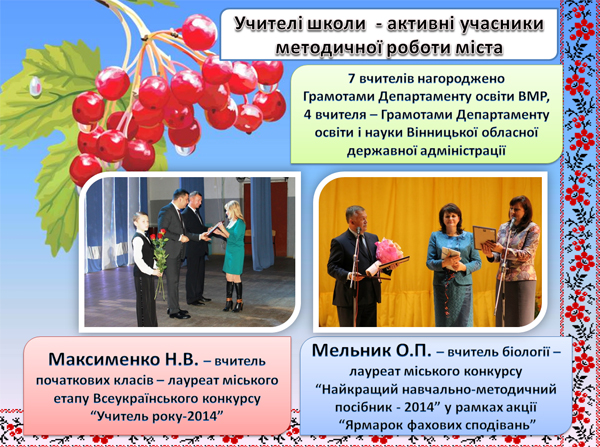 Учителі школи - активні учасники
методичної роботи міста
7 вчителів нагороджено
Грамотами Департаменту освіти ВМР,
4 вчителя – Грамотами Департаменту
освіти і науки Вінницької обласної
державної адміністрації
Максименко Н.В. – вчитель
початкових класів – лауреат міського
етапу Всеукраїнського конкурсу
“Учитель року-2014”
Мельник О.П. – вчитель біології –
лауреат міського конкурсу
“Найкращий навчально-методичний
посібник - 2014” у рамках акції
“Ярмарок фахових сподівань”